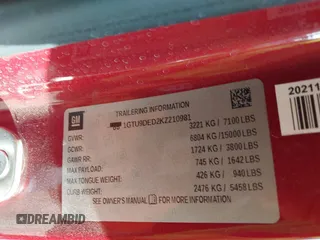 GM
TRAILERING INFORMATION
1GTU9DED2KZ210981
GVWR: 3221 KG / 7100 LBS
GCWR: 6804 KG / 15000 LBS
GAWR RR: 1724 KG / 3800 LBS
MAX PAYLOAD: 745 KG / 1642 LBS
MAX TONGUE WEIGHT: 426 KG / 940 LBS
CURB WEIGHT: 2476 KG / 5458 LBS
SEE OWNER'S MANUAL FOR MORE INFORMATION
20211
DREAMBID